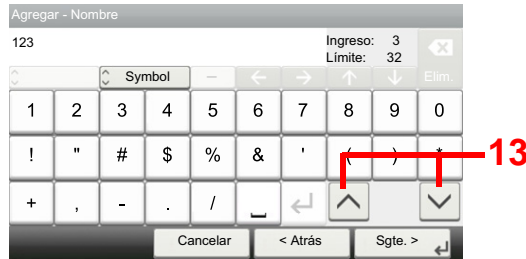 Agregar - Nombre
123
Ingreso: 3
Límite: 32
Symbol
Elim.
1 2 3 4 5 6 7 8 9 0
! " # $ % & ' ( ) *
+ , - . /
13
Cancelar < Atrás Sgte. >